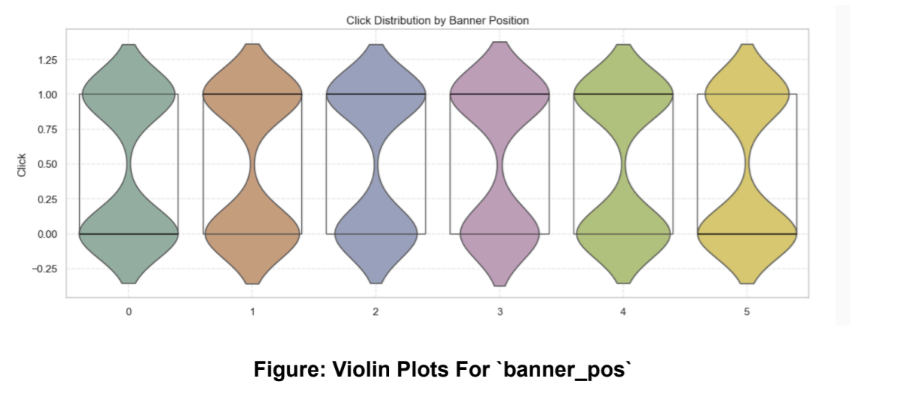 Click Distribution by Banner Position
1.25
1.00
0.75
0.50
0.25
0.00
−0.25
Click
0 1 2 3 4 5
Figure: Violin Plots For `banner_pos`